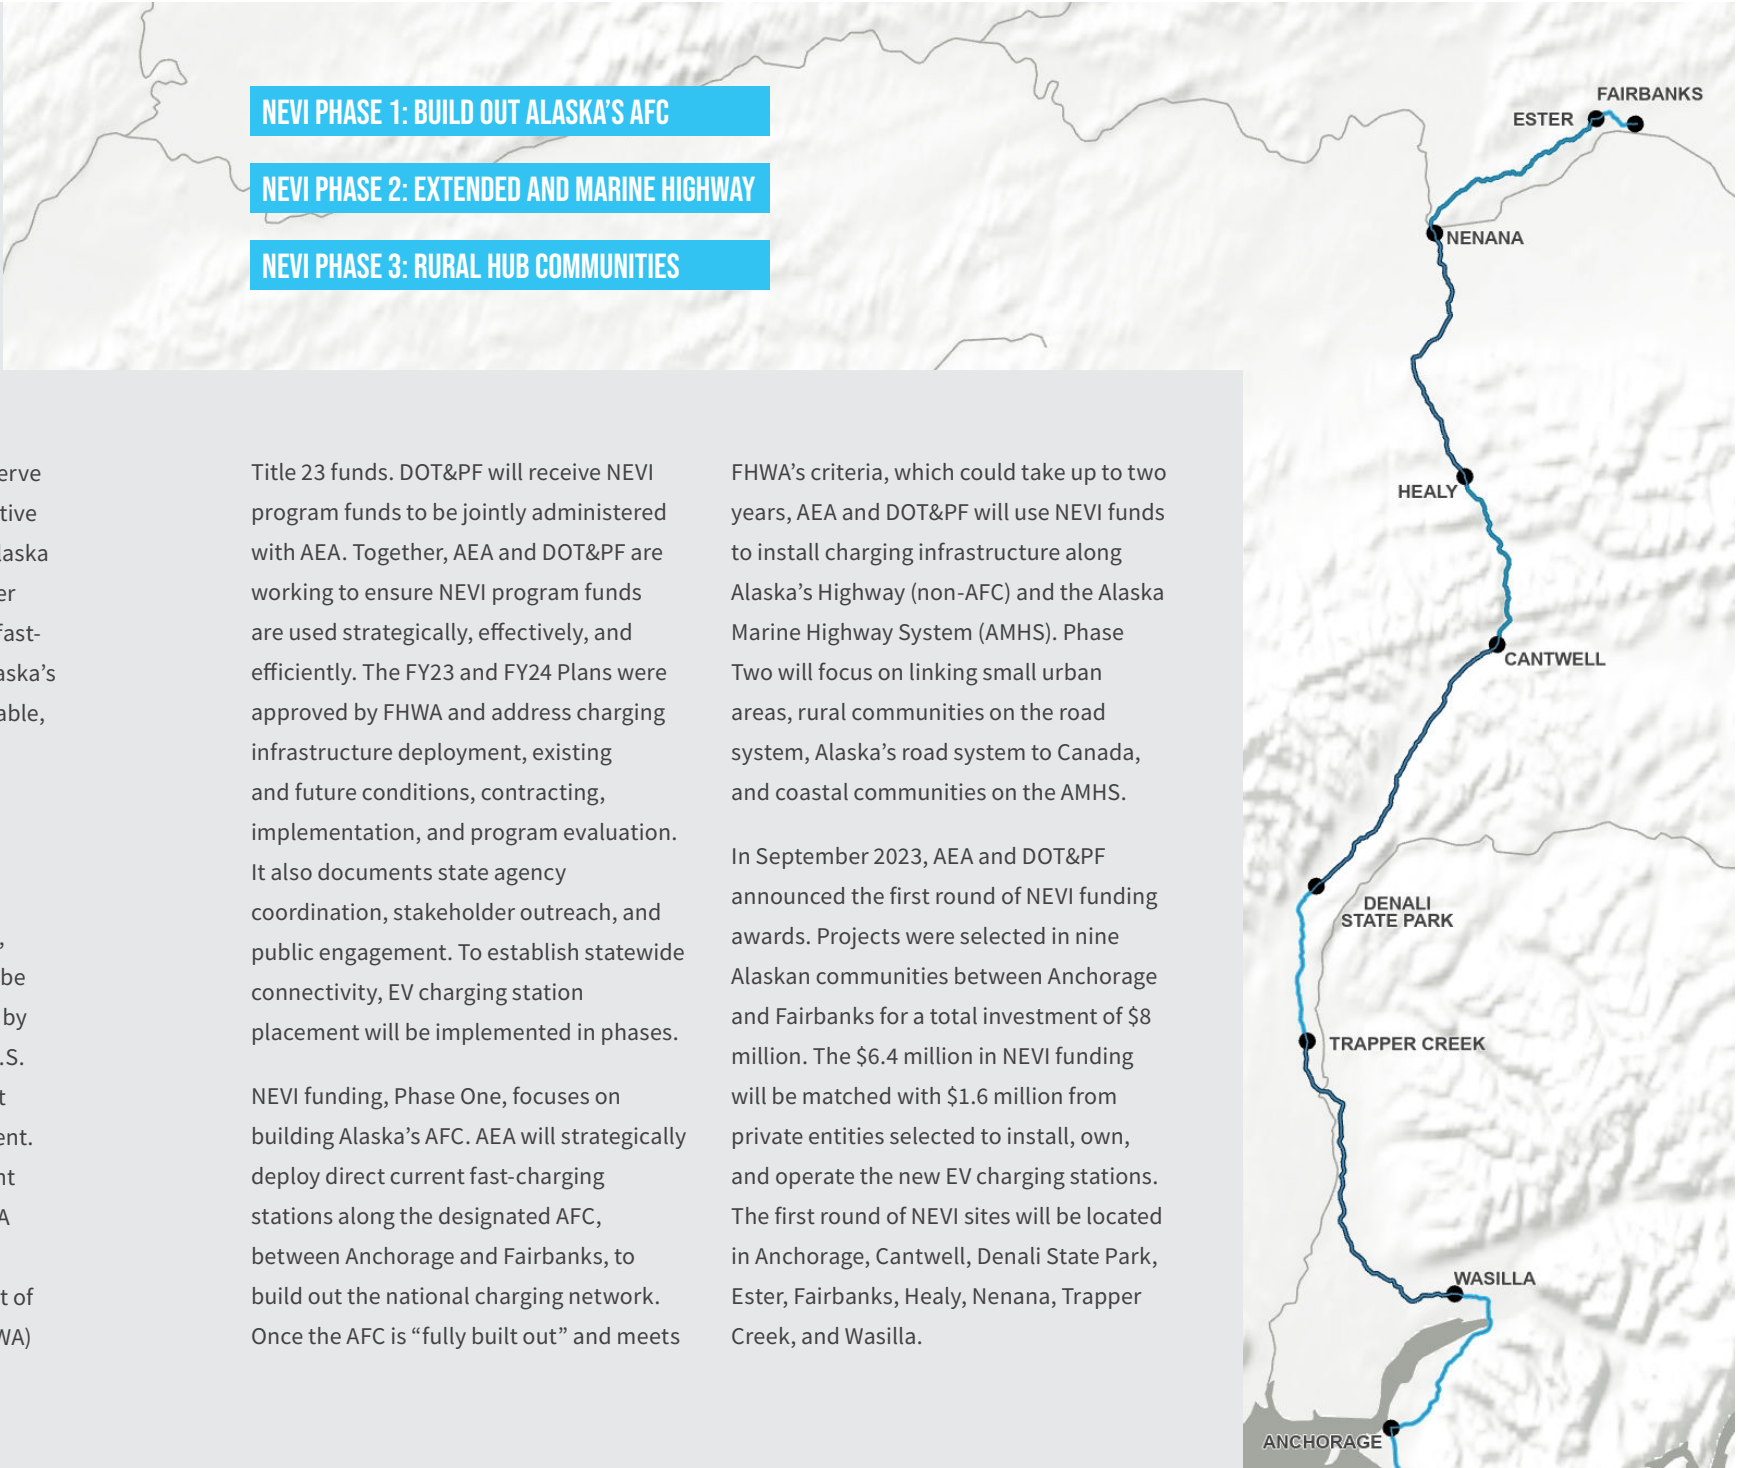 NEVI PHASE 1: BUILD OUT ALASKA'S AFC
NEVI PHASE 2: EXTENDED AND MARINE HIGHWAY
NEVI PHASE 3: RURAL HUB COMMUNITIES
erve
tive
laska
er
fast-
aska's
able,
,
be
by
.S.
t
ent.
nt
A
t of
WA)
Title 23 funds. DOT&PF will receive NEVI
program funds to be jointly administered
with AEA. Together, AEA and DOT&PF are
working to ensure NEVI program funds
are used strategically, effectively, and
efficiently. The FY23 and FY24 Plans were
approved by FHWA and address charging
infrastructure deployment, existing
and future conditions, contracting,
implementation, and program evaluation.
It also documents state agency
coordination, stakeholder outreach, and
public engagement. To establish statewide
connectivity, EV charging station
placement will be implemented in phases.
NEVI funding, Phase One, focuses on
building Alaska's AFC. AEA will strategically
deploy direct current fast-charging
stations along the designated AFC,
between Anchorage and Fairbanks, to
build out the national charging network.
Once the AFC is “fully built out” and meets
FHWA's criteria, which could take up to two
years, AEA and DOT&PF will use NEVI funds
to install charging infrastructure along
Alaska's Highway (non-AFC) and the Alaska
Marine Highway System (AMHS). Phase
Two will focus on linking small urban
areas, rural communities on the road
system, Alaska's road system to Canada,
and coastal communities on the AMHS.
In September 2023, AEA and DOT&PF
announced the first round of NEVI funding
awards. Projects were selected in nine
Alaskan communities between Anchorage
and Fairbanks for a total investment of $8
million. The $6.4 million in NEVI funding
will be matched with $1.6 million from
private entities selected to install, own,
and operate the new EV charging stations.
The first round of NEVI sites will be located
in Anchorage, Cantwell, Denali State Park,
Ester, Fairbanks, Healy, Nenana, Trapper
Creek, and Wasilla.
FAIRBANKS
ESTER
NENANA
HEALY
CANTWELL
DENALI
STATE PARK
TRAPPER CREEK
WASILLA
ANCHORAGE